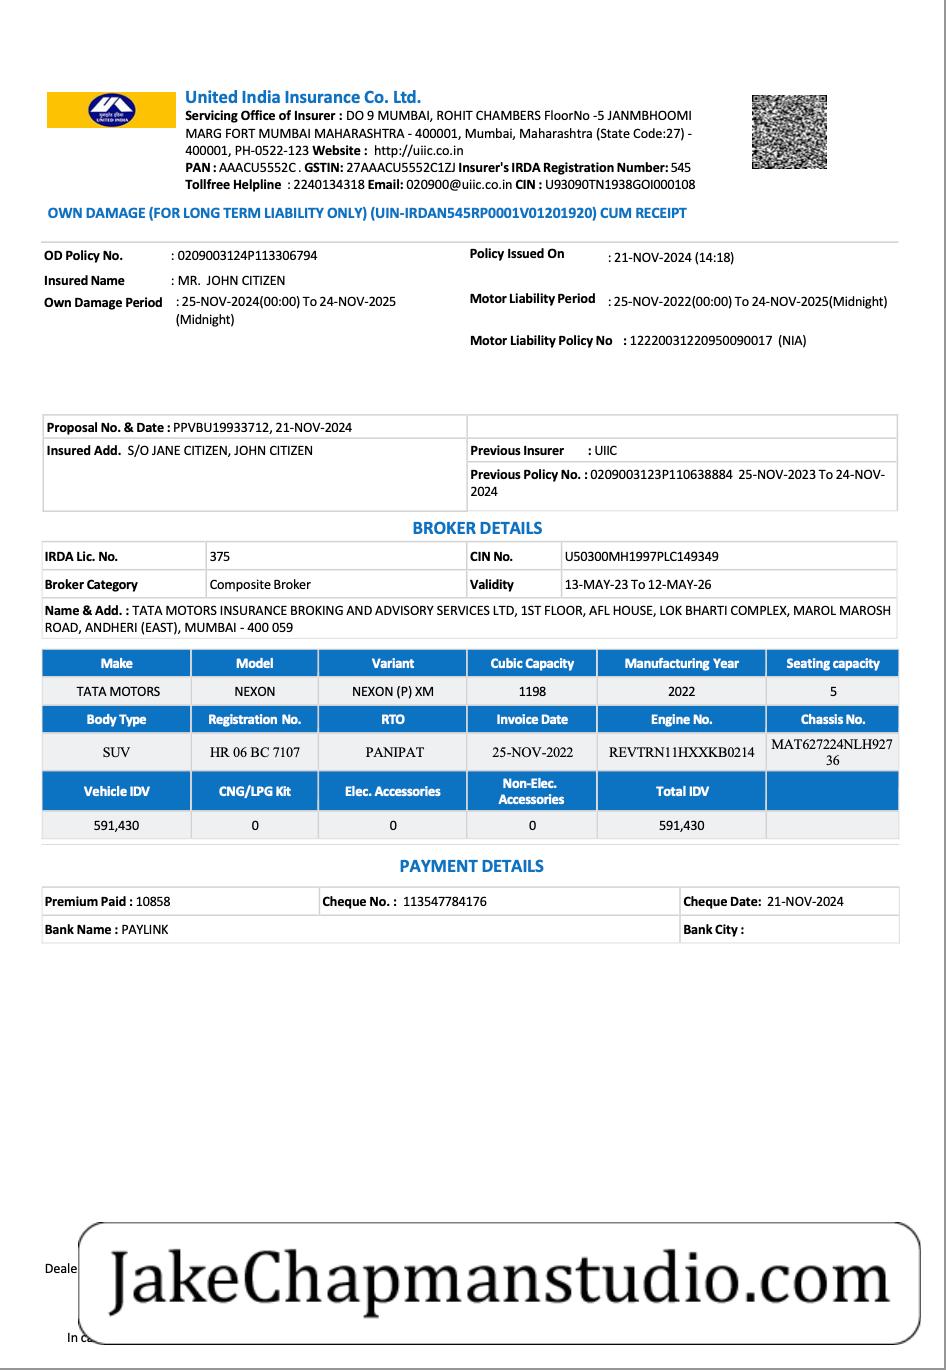 United India Insurance Co. Ltd.
Servicing Office of Insurer : DO 9 MUMBAI, ROHIT CHAMBERS FloorNo -5 JANMBHOOMI
MARG FORT MUMBAI MAHARASHTRA - 400001, Mumbai, Maharashtra (State Code:27) -
400001, PH-0522-123 Website : http://uiic.co.in
PAN : AAACU5552C . GSTIN: 27AAACU5552C1ZJ Insurer's IRDA Registration Number: 545
Tollfree Helpline : 2240134318 Email: 020900@uiic.co.in CIN : U93090TN1938GOI000108
UNITED INDIA
OWN DAMAGE (FOR LONG TERM LIABILITY ONLY) (UIN-IRDAN545RP0001V01201920) CUM RECEIPT
OD Policy No. : 0209003124P113306794
Policy Issued On : 21-NOV-2024 (14:18)
Insured Name : MR. JOHN CITIZEN
Own Damage Period : 25-NOV-2024(00:00) To 24-NOV-2025
(Midnight)
Motor Liability Period : 25-NOV-2022(00:00) To 24-NOV-2025(Midnight)
Motor Liability Policy No : 12220031220950090017 (NIA)
Proposal No. & Date : PPVBU19933712, 21-NOV-2024
Insured Add. S/O JANE CITIZEN, JOHN CITIZEN
Previous Insurer : UIIC
Previous Policy No. : 0209003123P110638884 25-NOV-2023 To 24-NOV-
2024
BROKER DETAILS
IRDA Lic. No. 375 CIN No. U50300MH1997PLC149349
Broker Category Composite Broker Validity 13-MAY-23 To 12-MAY-26
Name & Add. : TATA MOTORS INSURANCE BROKING AND ADVISORY SERVICES LTD, 1ST FLOOR, AFL HOUSE, LOK BHARTI COMPLEX, MAROL MAROSH
ROAD, ANDHERI (EAST), MUMBAI - 400 059
Make Model Variant Cubic Capacity Manufacturing Year Seating capacity
TATA MOTORS NEXON NEXON (P) XM 1198 2022 5
Body Type Registration No. RTO Invoice Date Engine No. Chassis No.
SUV HR 06 BC 7107 PANIPAT 25-NOV-2022 REVTRN11HXXKB0214 MAT627224NLH927
36
Vehicle IDV CNG/LPG Kit Elec. Accessories Non-Elec.
Accessories Total IDV
591,430 0 0 0 591,430
PAYMENT DETAILS
Premium Paid : 10858 Cheque No. : 113547784176 Cheque Date: 21-NOV-2024
Bank Name : PAYLINK Bank City :
Deale
JakeChapmanstudio.com
In ca